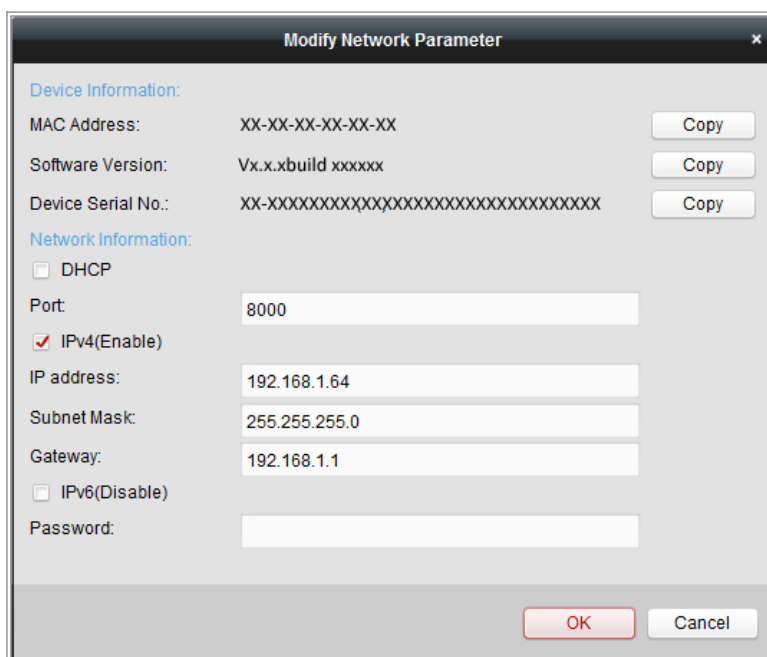 Modify Network Parameter ×
Device Information:
MAC Address: XX-XX-XX-XX-XX-XX Copy
Software Version: Vx.x.xbuild xxxxxx Copy
Device Serial No.: XX-XXXXXXXXXXXXXXXXXXXXXXXXXXXXXXXXX Copy
Network Information:
DHCP
Port: 8000
IPv4(Enable)
IP address: 192.168.1.64
Subnet Mask: 255.255.255.0
Gateway: 192.168.1.1
IPv6(Disable)
Password:
OK Cancel